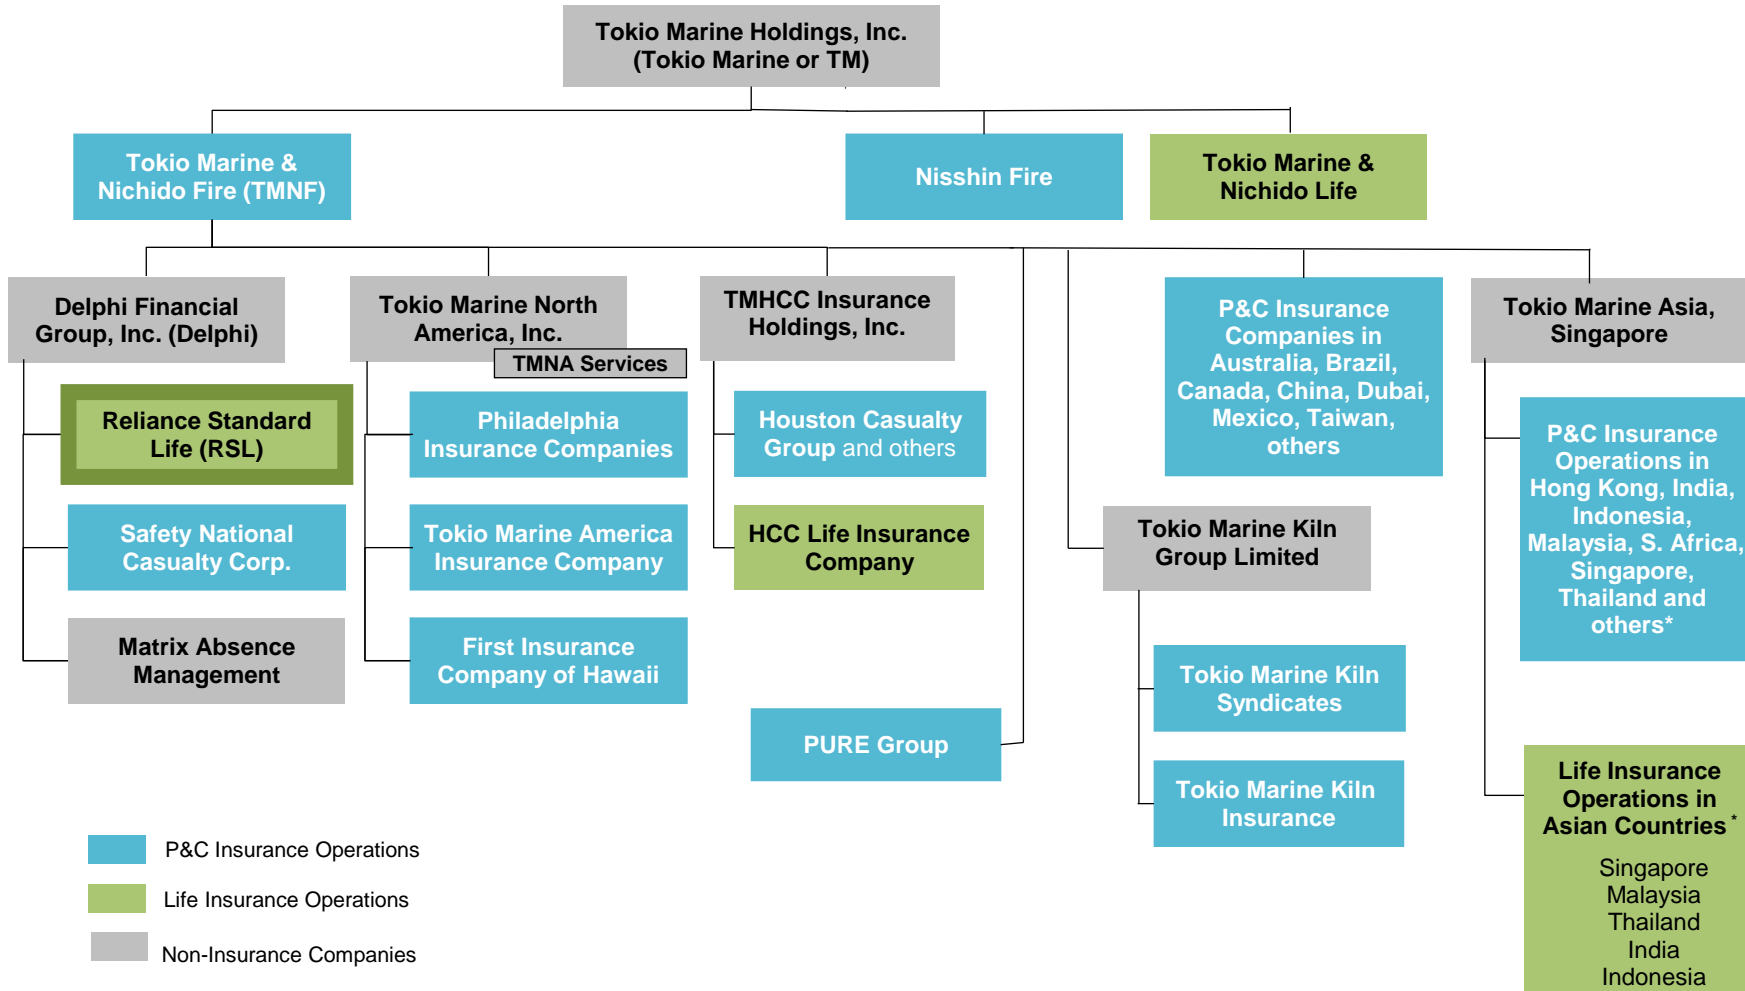 Tokio Marine Holdings, Inc.
(Tokio Marine or TM)
Tokio Marine &
Nichido Fire (TMNF)
Nisshin Fire
Tokio Marine &
Nichido Life
Delphi Financial
Group, Inc. (Delphi)
Tokio Marine North
America, Inc.
TMNA Services
TMHCC Insurance
Holdings, Inc.
P&C Insurance
Companies in
Australia, Brazil,
Canada, China, Dubai,
Mexico, Taiwan,
others
Tokio Marine Asia,
Singapore
Reliance Standard
Life (RSL)
Philadelphia
Insurance Companies
Houston Casualty
Group and others
P&C Insurance
Operations in
Hong Kong, India,
Indonesia,
Malaysia, S. Africa,
Singapore,
Thailand and
others*
Safety National
Casualty Corp.
Tokio Marine America
Insurance Company
HCC Life Insurance
Company
Tokio Marine Kiln
Group Limited
Matrix Absence
Management
First Insurance
Company of Hawaii
Tokio Marine Kiln
Syndicates
PURE Group
Tokio Marine Kiln
Insurance
Life Insurance
Operations in
Asian Countries*
Singapore
Malaysia
Thailand
India
Indonesia
P&C Insurance Operations
Life Insurance Operations
Non-Insurance Companies